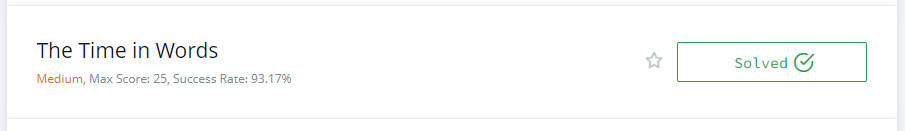 The Time in Words
Medium, Max Score: 25, Success Rate: 93.17%
Solved